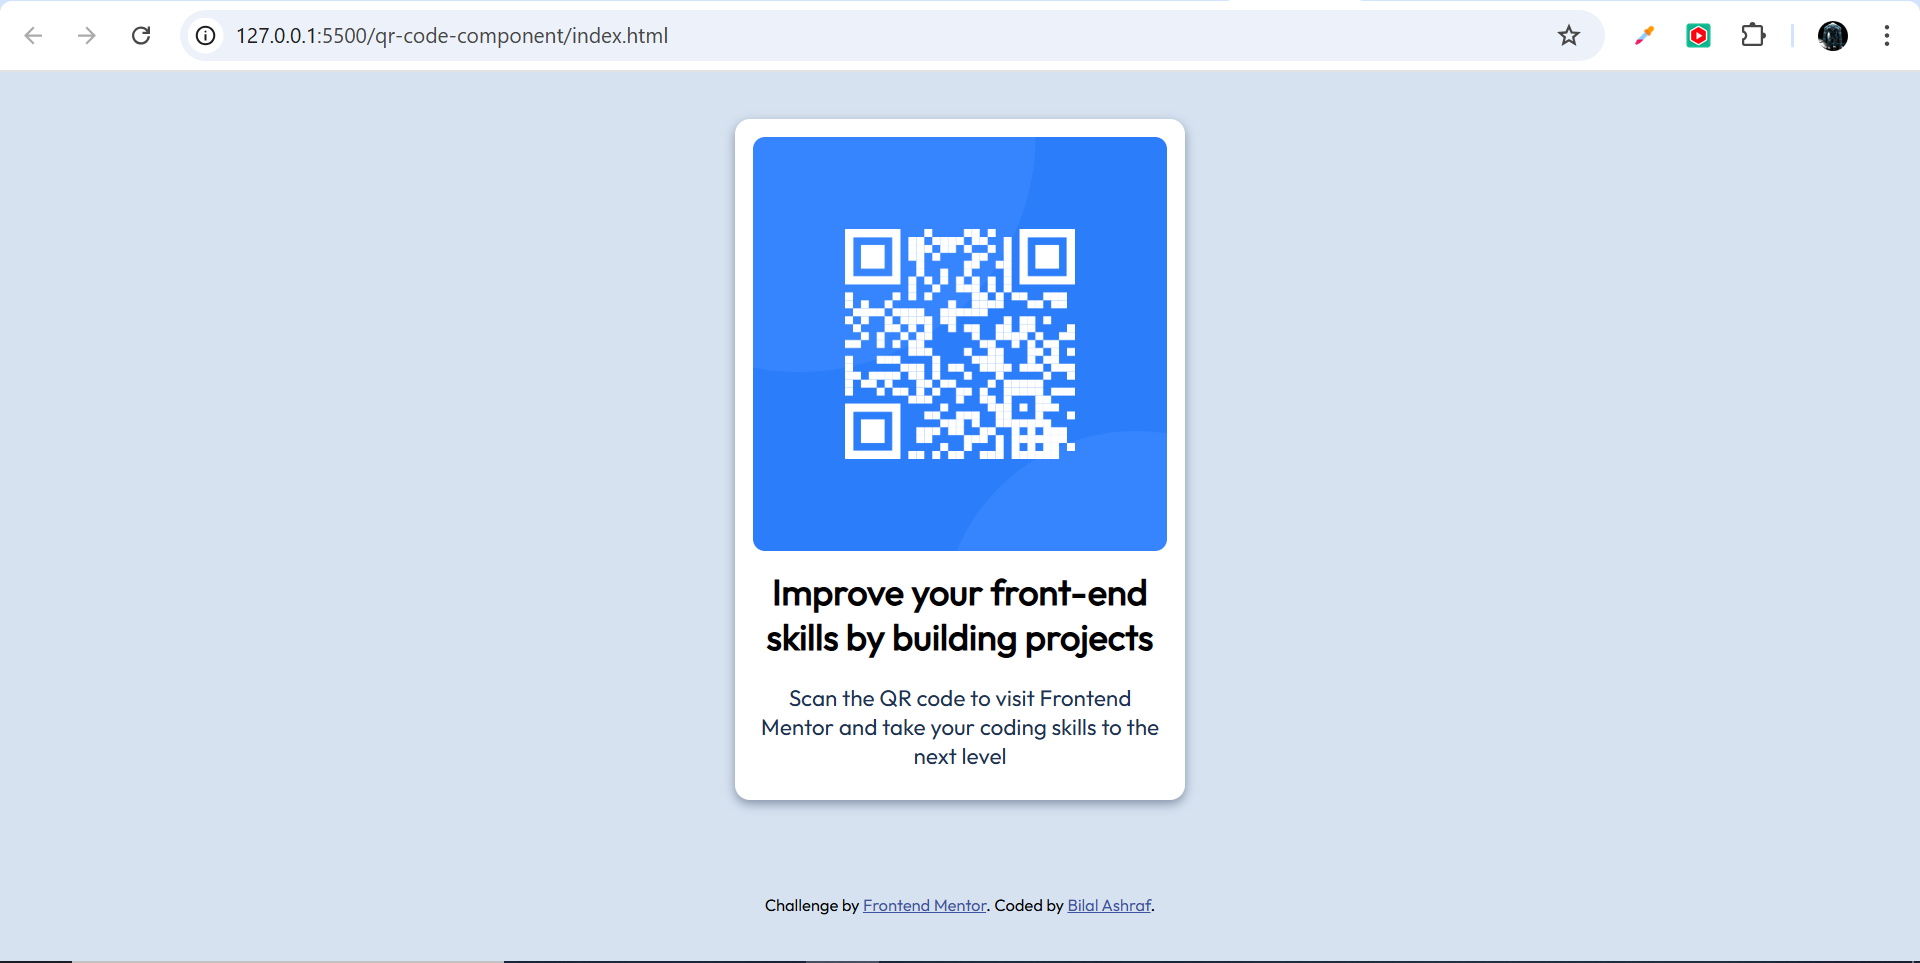 127.0.0.1:5500/qr-code-component/index.html
Improve your front-end
skills by building projects
Scan the QR code to visit Frontend
Mentor and take your coding skills to the
next level
Challenge by Frontend Mentor. Coded by Bilal Ashraf.